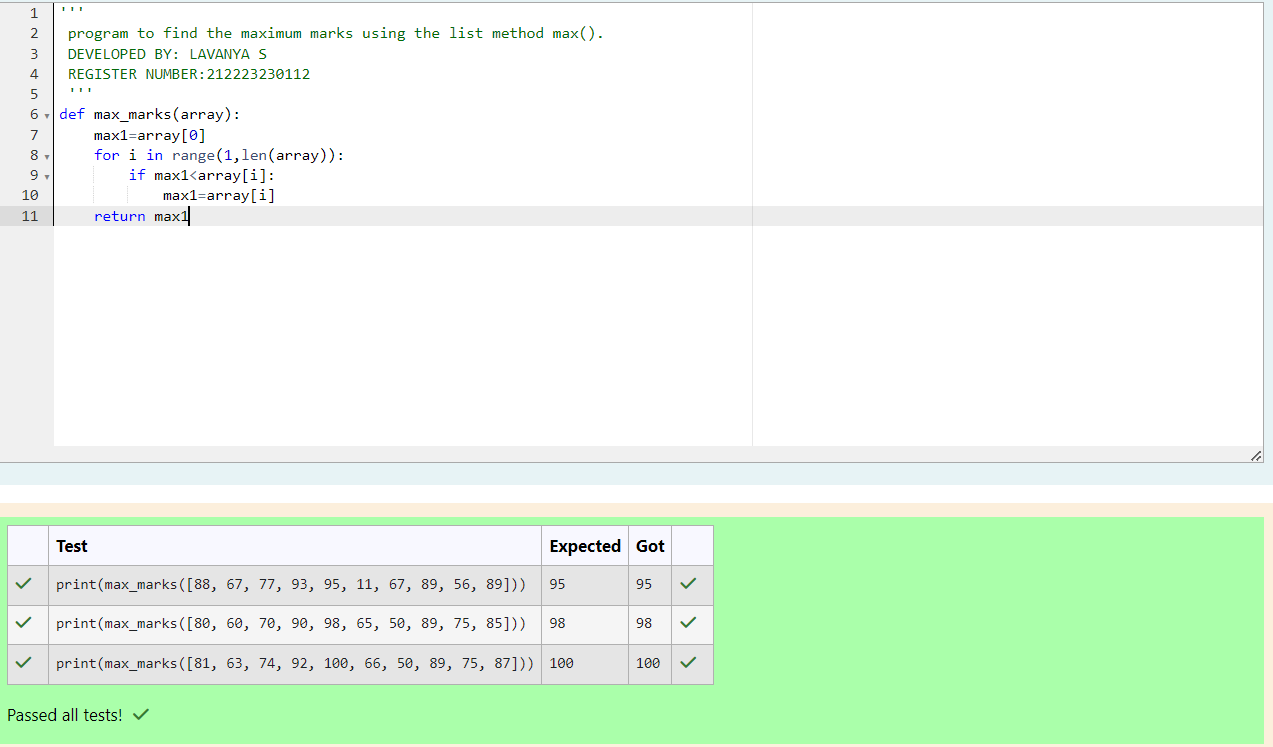 1 '''
2 program to find the maximum marks using the list method max().
3 DEVELOPED BY: LAVANYA S
4 REGISTER NUMBER:212223230112
5 '''
6 def max_marks(array):
7     max1=array[0]
8     for i in range(1,len(array)):
9         if max1<array[i]:
10             max1=array[i]
11     return max1
Test Expected Got
print(max_marks([88, 67, 77, 93, 95, 11, 67, 89, 56, 89])) 95 95
print(max_marks([80, 60, 70, 90, 98, 65, 50, 89, 75, 85])) 98 98
print(max_marks([81, 63, 74, 92, 100, 66, 50, 89, 75, 87])) 100 100
Passed all tests!